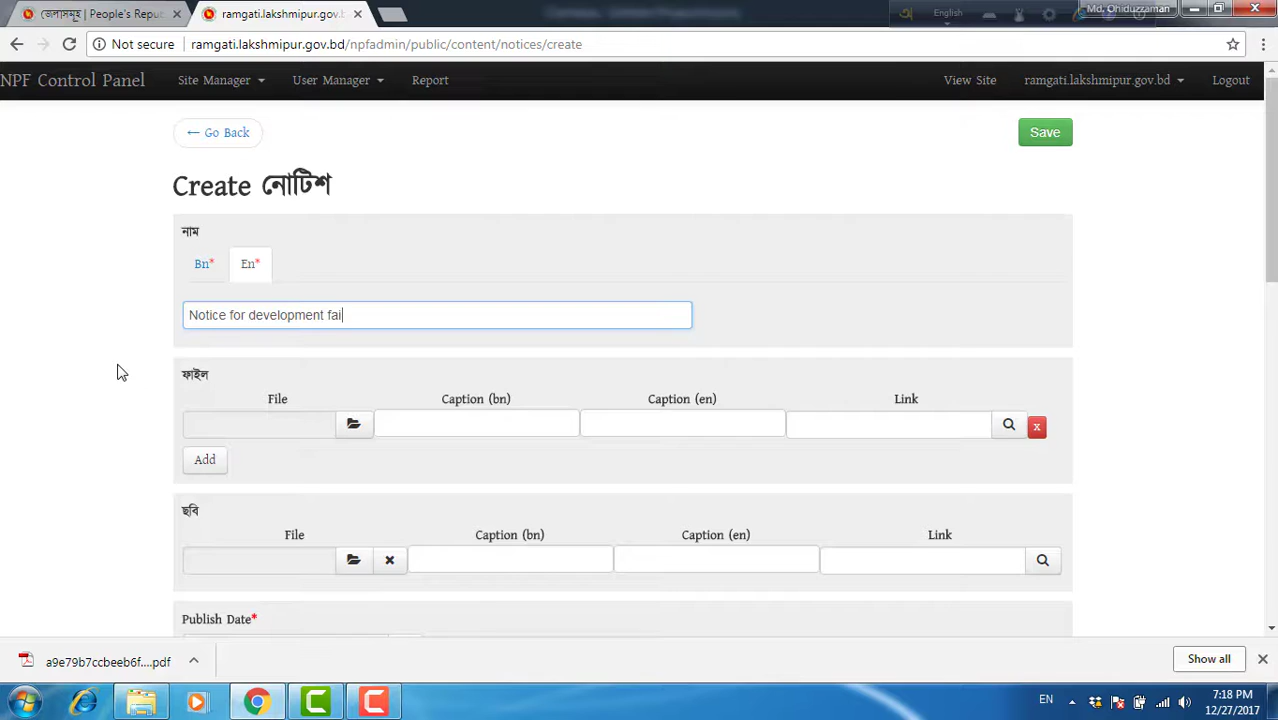 জেলাসমূহ | People's Repu
ramgati.lakshmipur.gov.b
English
Md. Ohiduzzaman
Not secure
ramgati.lakshmipur.gov.bd/npfadmin/public/content/notices/create
NPF Control Panel
Site Manager
User Manager
Report
View Site
ramgati.lakshmipur.gov.bd
Logout
← Go Back
Save
Create নোটিশ
নাম
Bn*
En*
Notice for development fai
ফাইল
File
Caption (bn)
Caption (en)
Link
x
Add
ছবি
File
Caption (bn)
Caption (en)
Link
Publish Date*
a9e79b7ccbeeb6f....pdf
Show all
EN
7:18 PM
12/27/2017